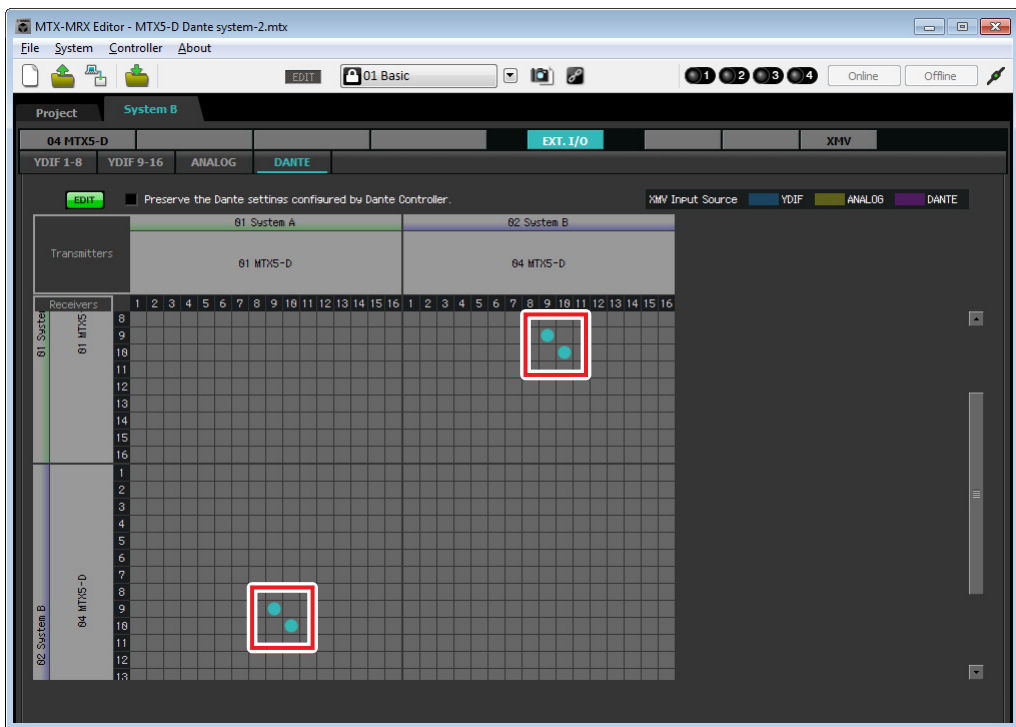 MTX-MRX Editor - MTX5-D Dante system-2.mtx
File System Controller About
EDIT 01 Basic 1 2 3 4 Online Offline
Project System B
04 MTX5-D EXT. I/O XMV
YDIF 1-8 YDIF 9-16 ANALOG DANTE
EDIT Preserve the Dante settings configured by Dante Controller. XMV Input Source YDIF ANALOG DANTE
01 System A 02 System B
Transmitters 01 MTX5-D 04 MTX5-D
Receivers 1 2 3 4 5 6 7 8 9 10 11 12 13 14 15 16 1 2 3 4 5 6 7 8 9 10 11 12 13 14 15 16
01 Syste
01 MTX5-
8
9
10
11
12
13
14
15
16
02 System B
04 MTX5-D
1
2
3
4
5
6
7
8
9
10
11
12
13